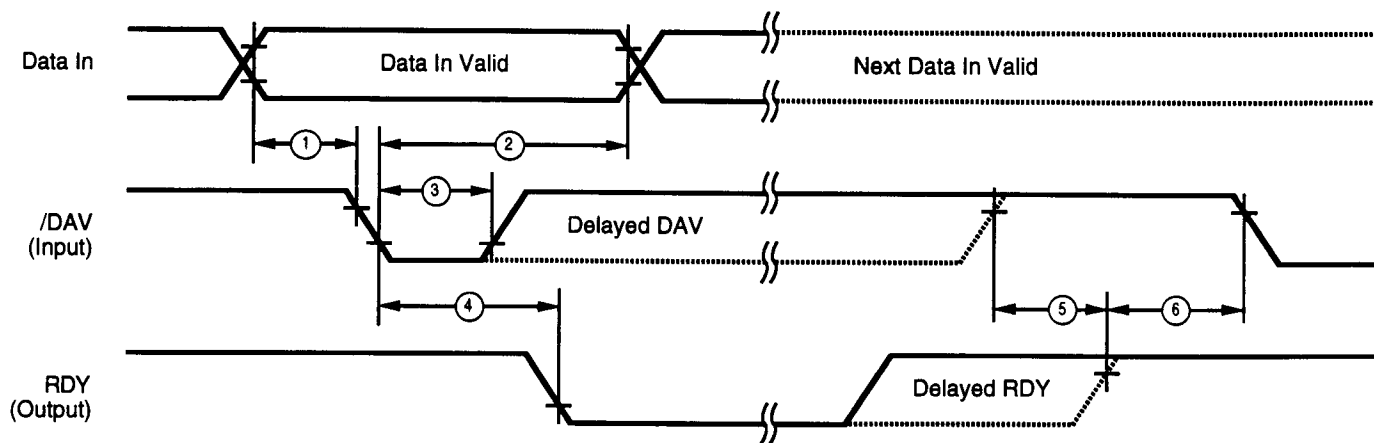 Data In
Data In Valid
Next Data In Valid
1
2
3
/DAV
(Input)
Delayed DAV
4
5
6
RDY
(Output)
Delayed RDY